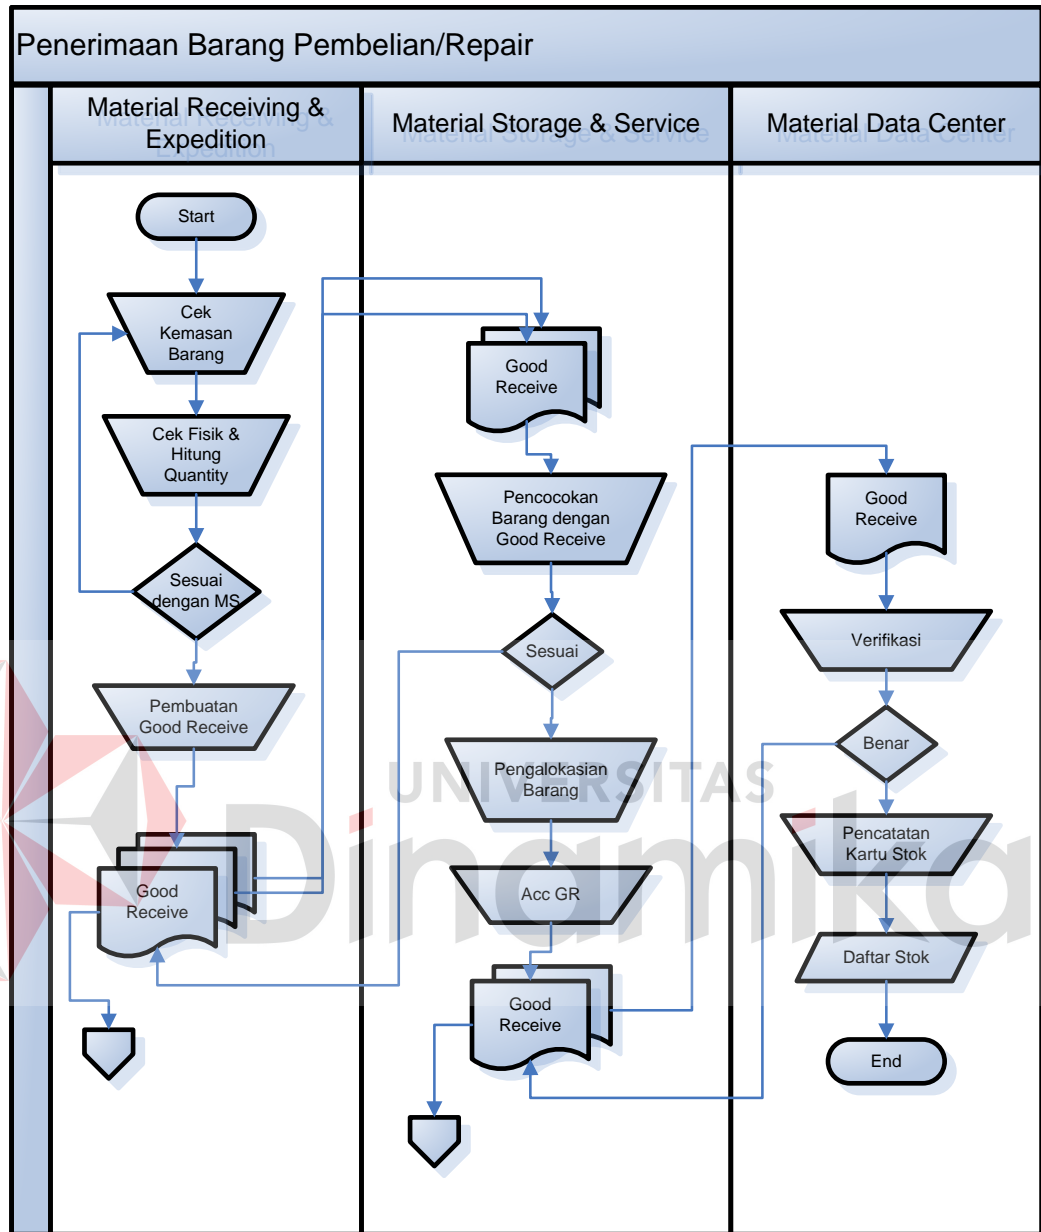 Penerimaan Barang Pembelian/Repair
Material Receiving &
Expedition
Material Storage & Service
Material Data Center
Start
Cek
Kemasan
Barang
Cek Fisik &
Hitung
Quantity
Sesuai
dengan MS
Pembuatan
Good Receive
Good
Receive
Good
Receive
Pencocokan
Barang dengan
Good Receive
Sesuai
Pengalokasian
Barang
Acc GR
Good
Receive
Good
Receive
Verifikasi
Benar
Pencatatan
Kartu Stok
Daftar Stok
End
UNIVERSITAS
Dinamika